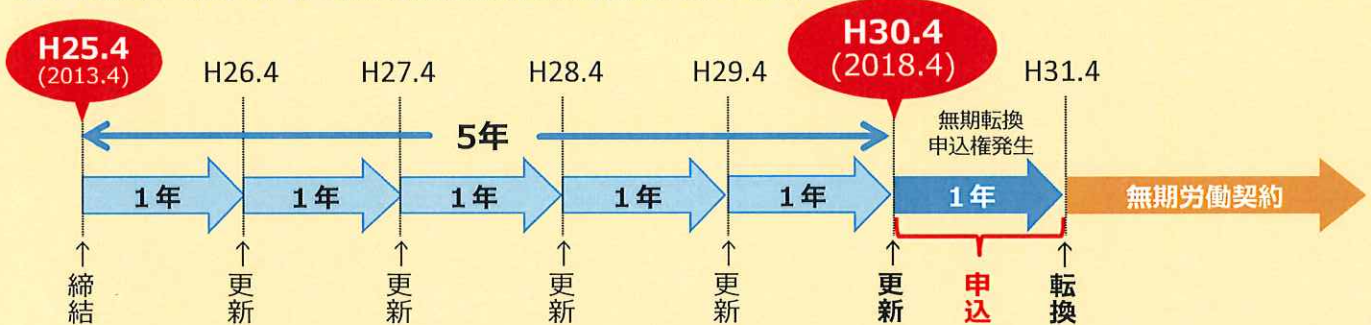 H25.4
(2013.4)
H26.4
H27.4
H28.4
H29.4
H30.4
(2018.4)
H31.4
5年
無期転換
申込権発生
1年
1年
1年
1年
1年
1年
無期労働契約
↑締結
↑更新
↑更新
↑更新
↑更新
↑更新
申込
↑転換